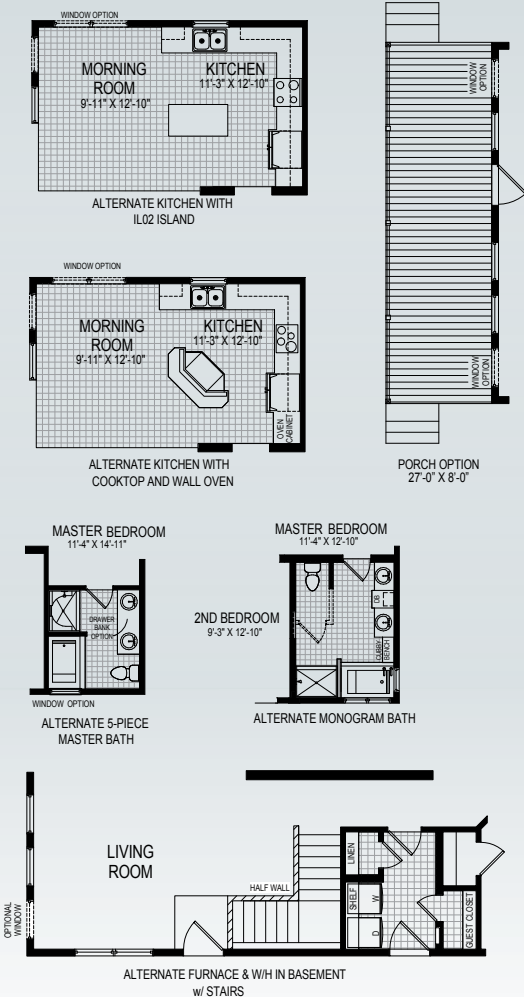 WINDOW OPTION
MORNING
ROOM
9'-11" X 12'-10"
KITCHEN
11'-3" X 12'-10"
ALTERNATE KITCHEN WITH
IL02 ISLAND
WINDOW
OPTION
WINDOW
OPTION
PORCH OPTION
27'-0" X 8'-0"
WINDOW OPTION
MORNING
ROOM
9'-11" X 12'-10"
KITCHEN
11'-3" X 12'-10"
OVEN
CABINET
ALTERNATE KITCHEN WITH
COOKTOP AND WALL OVEN
MASTER BEDROOM
11'-4" X 14'-11"
DRAWER
BANK
OPTION
WINDOW OPTION
ALTERNATE 5-PIECE
MASTER BATH
MASTER BEDROOM
11'-4" X 12'-10"
2ND BEDROOM
9'-3" X 12'-10"
DB
CUBBY
BENCH
ALTERNATE MONOGRAM BATH
LIVING
ROOM
OPTIONAL
WINDOW
HALF WALL
LINEN
SHELF
W
D
GUEST CLOSET
ALTERNATE FURNACE & W/H IN BASEMENT
w/ STAIRS